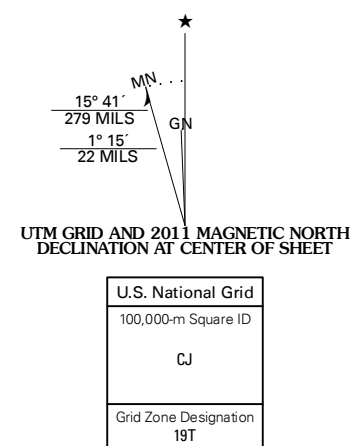 ★
MN
15° 41´
279 MILS
GN
1° 15´
22 MILS
UTM GRID AND 2011 MAGNETIC NORTH
DECLINATION AT CENTER OF SHEET
U.S. National Grid
100,000-m Square ID
CJ
Grid Zone Designation
19T